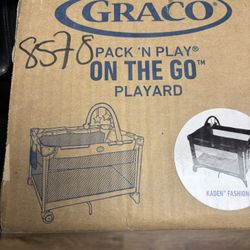 GRACO
8578
PACK 'N PLAY®
ON THE GO™
PLAYARD
KADEN™ FASHION